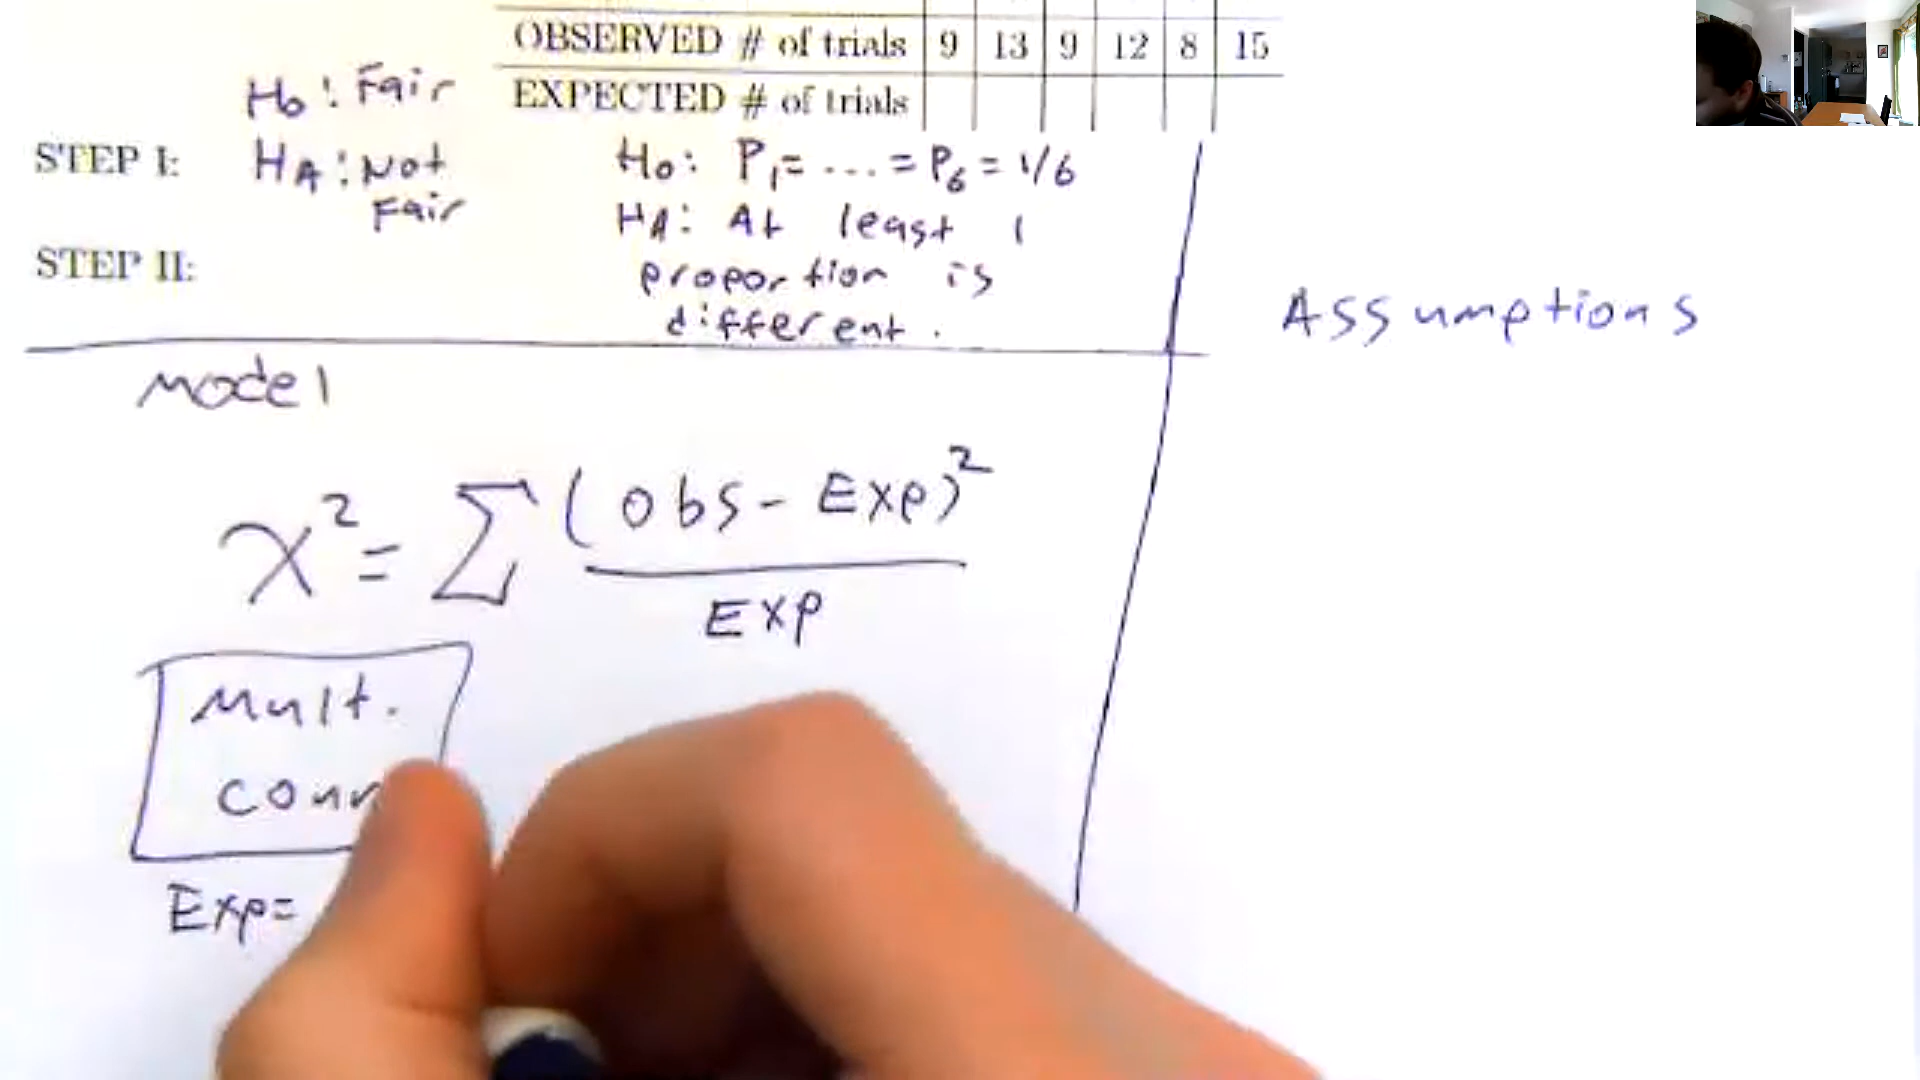 OBSERVED # of trials 9 13 9 12 8 15
EXPECTED # of trials
Ho: Fair
STEP I:
HA: Not
Fair
Ho: P1 = ... = P6 = 1/6
HA: At least 1
proportion is
different.
STEP II:
Assumptions
Model
χ² = Σ (Obs - Exp)²
Exp
Mult.
Exp=